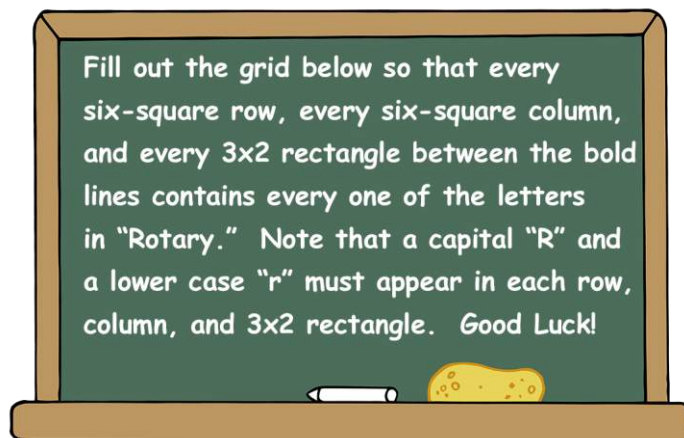 Fill out the grid below so that every
six-square row, every six-square column,
and every 3x2 rectangle between the bold
lines contains every one of the letters
in “Rotary.” Note that a capital “R” and
a lower case “r” must appear in each row,
column, and 3x2 rectangle. Good Luck!